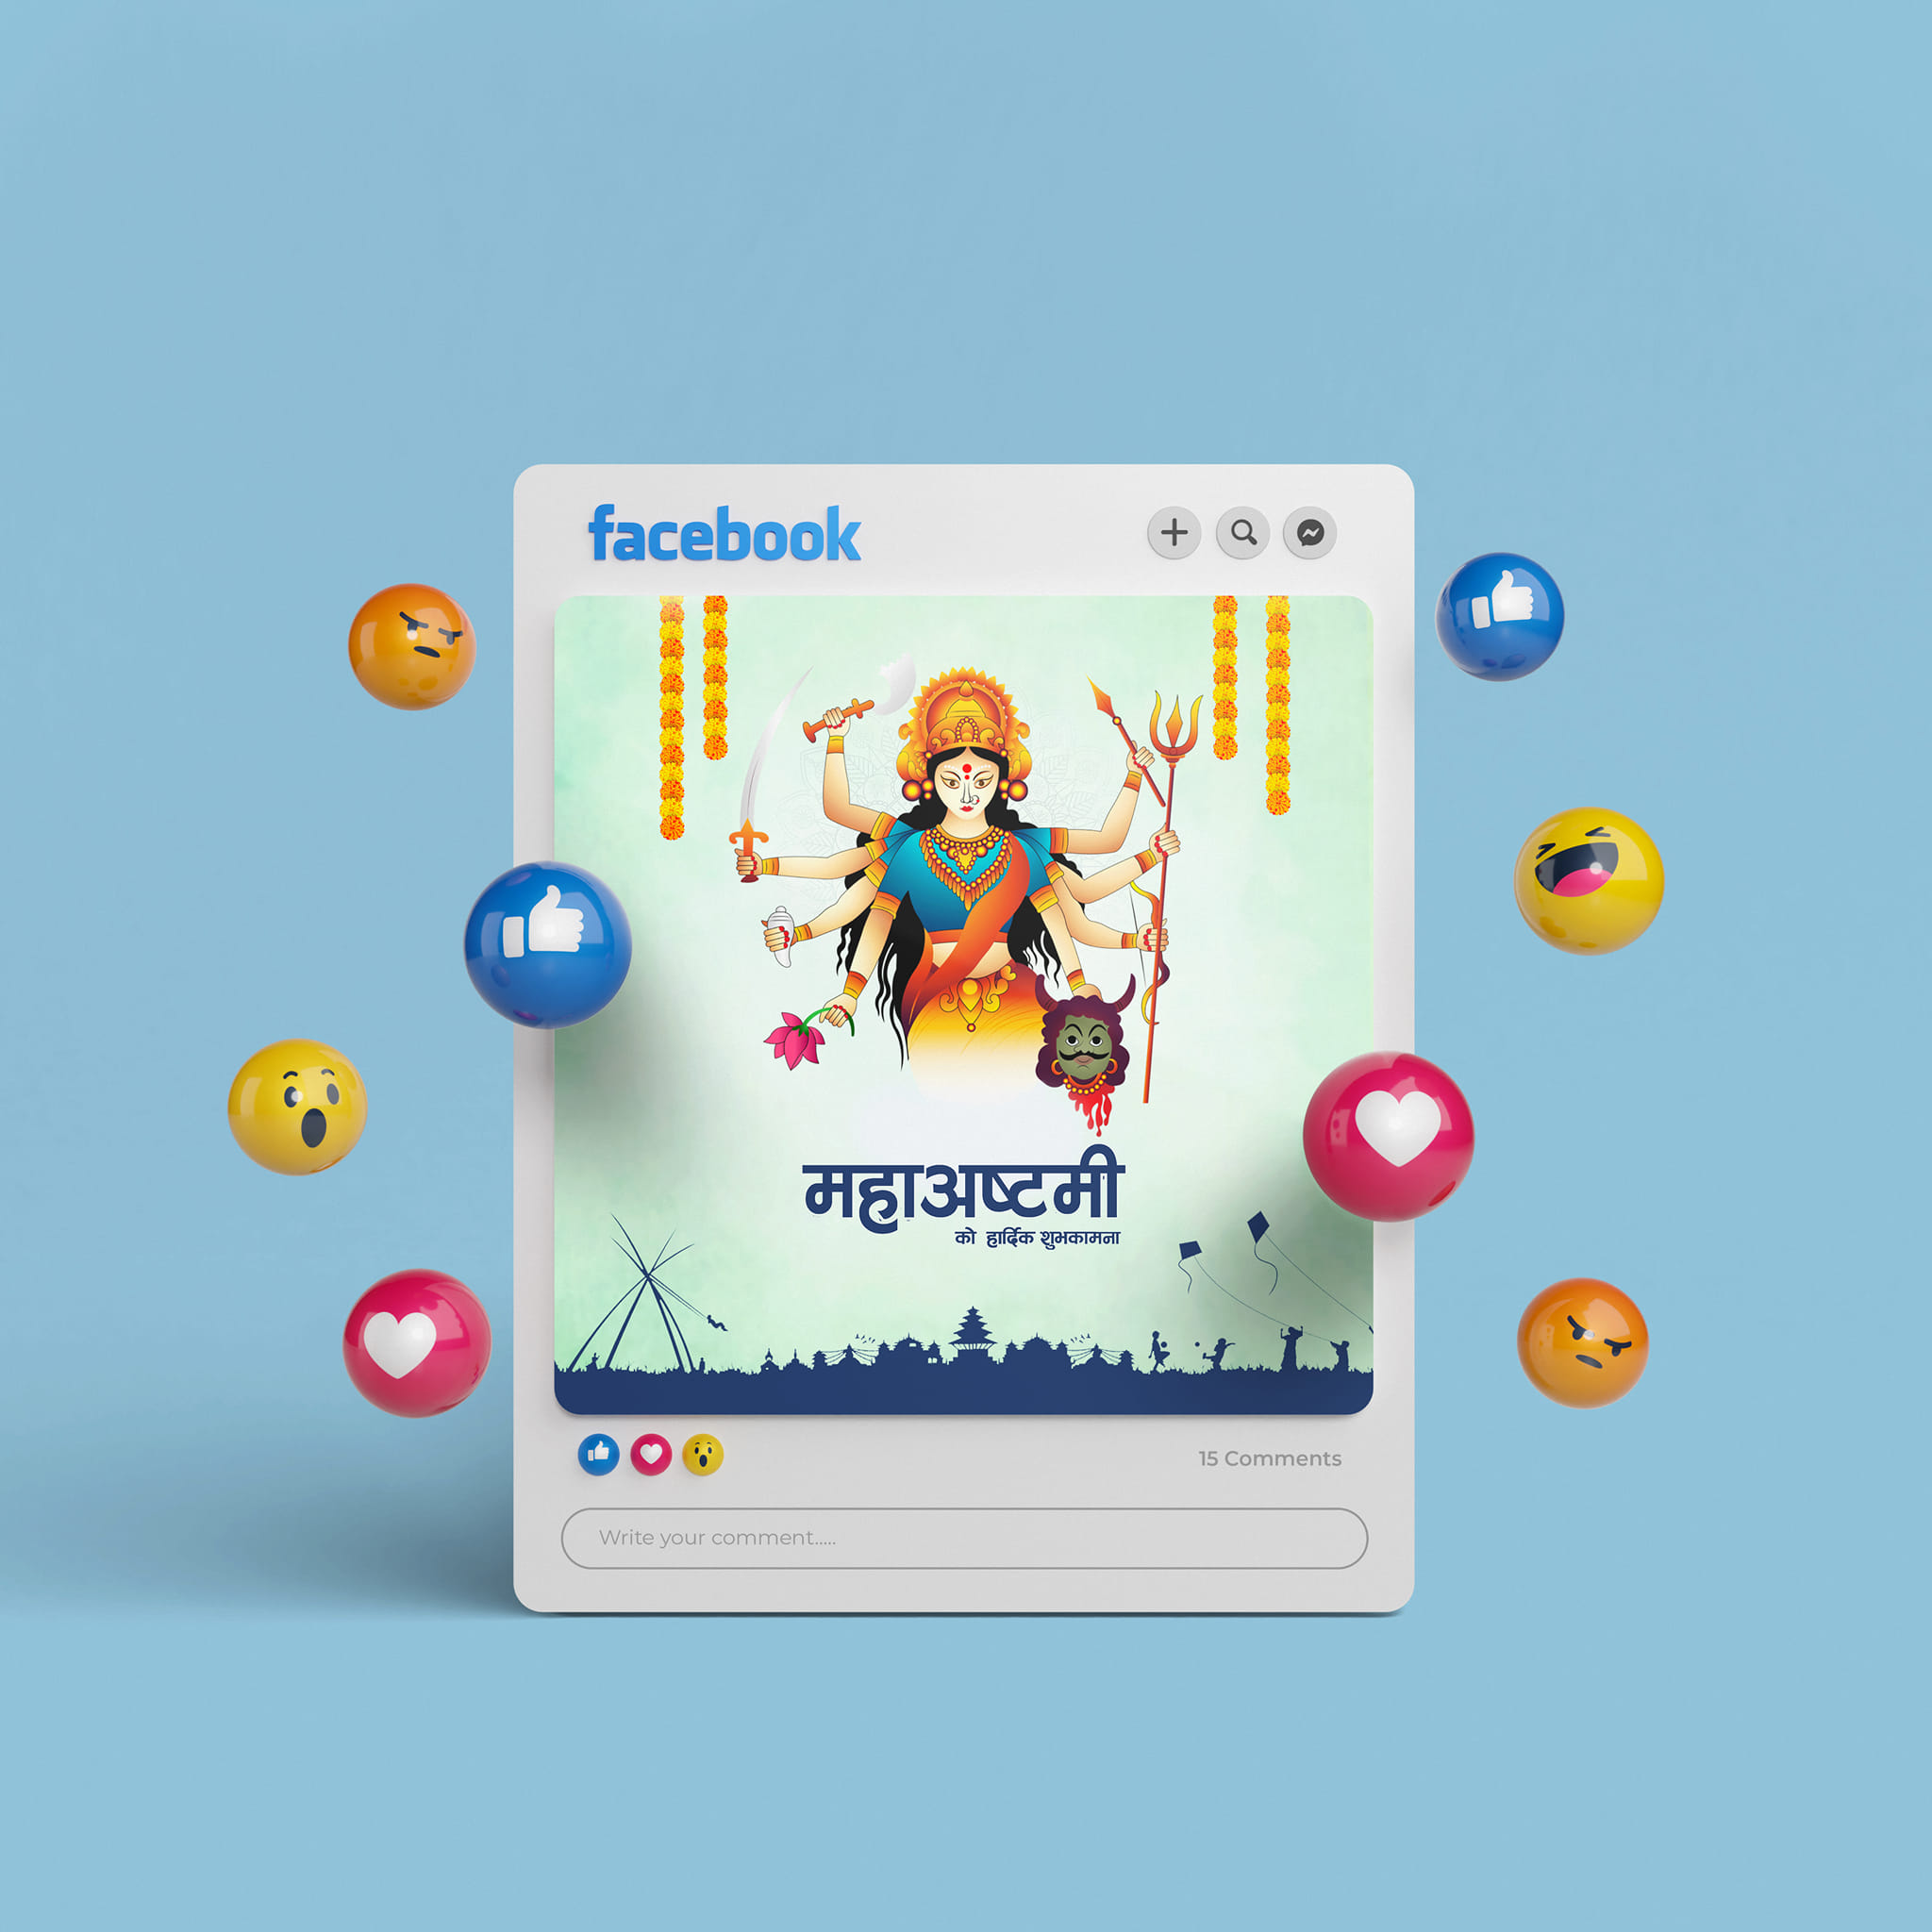 facebook
महाअष्टमी
को हार्दिक शुभकामना
15 Comments
Write your comment.....